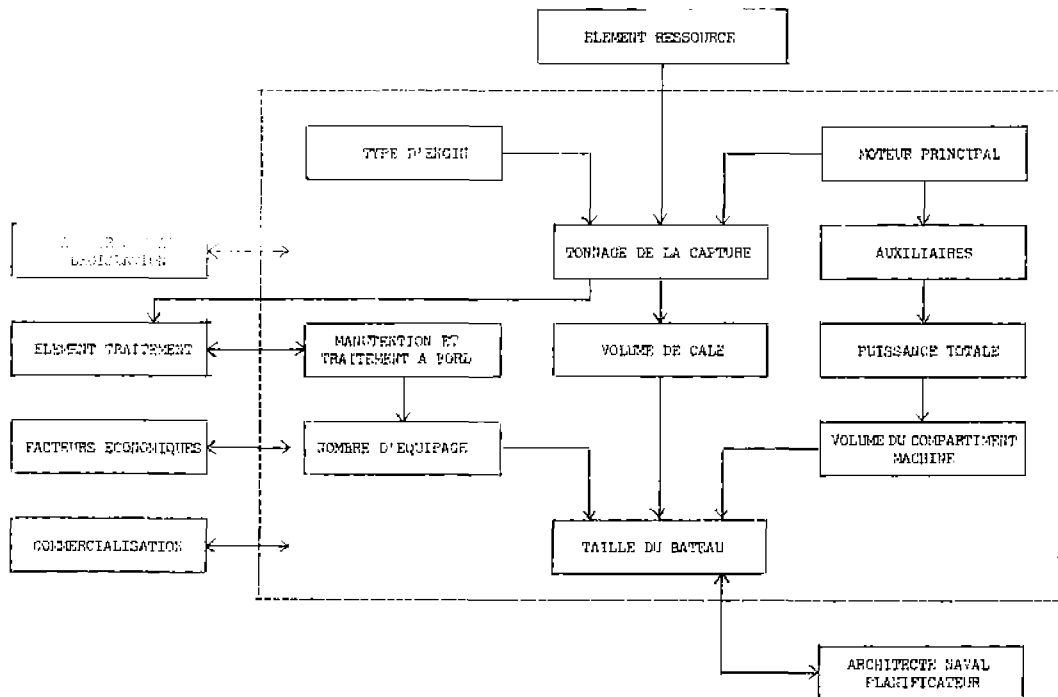 ELEMENT RESSOURCE
TYPE D'ENGIN
MOTEUR PRINCIPAL
TONNAGE DE LA CAPTURE
AUXILIAIRES
ELEMENT TRAITEMENT
MANUTENTION ET
TRAITEMENT A BORD
VOLUME DE CALE
PUISSANCE TOTALE
FACTEURS ECONOMIQUES
NOMBRE D'EQUIPAGE
VOLUME DU COMPARTIMENT
MACHINE
COMMERCIALISATION
TAILLE DU BATEAU
ARCHITECTE NAVAL
PLANIFICATEUR